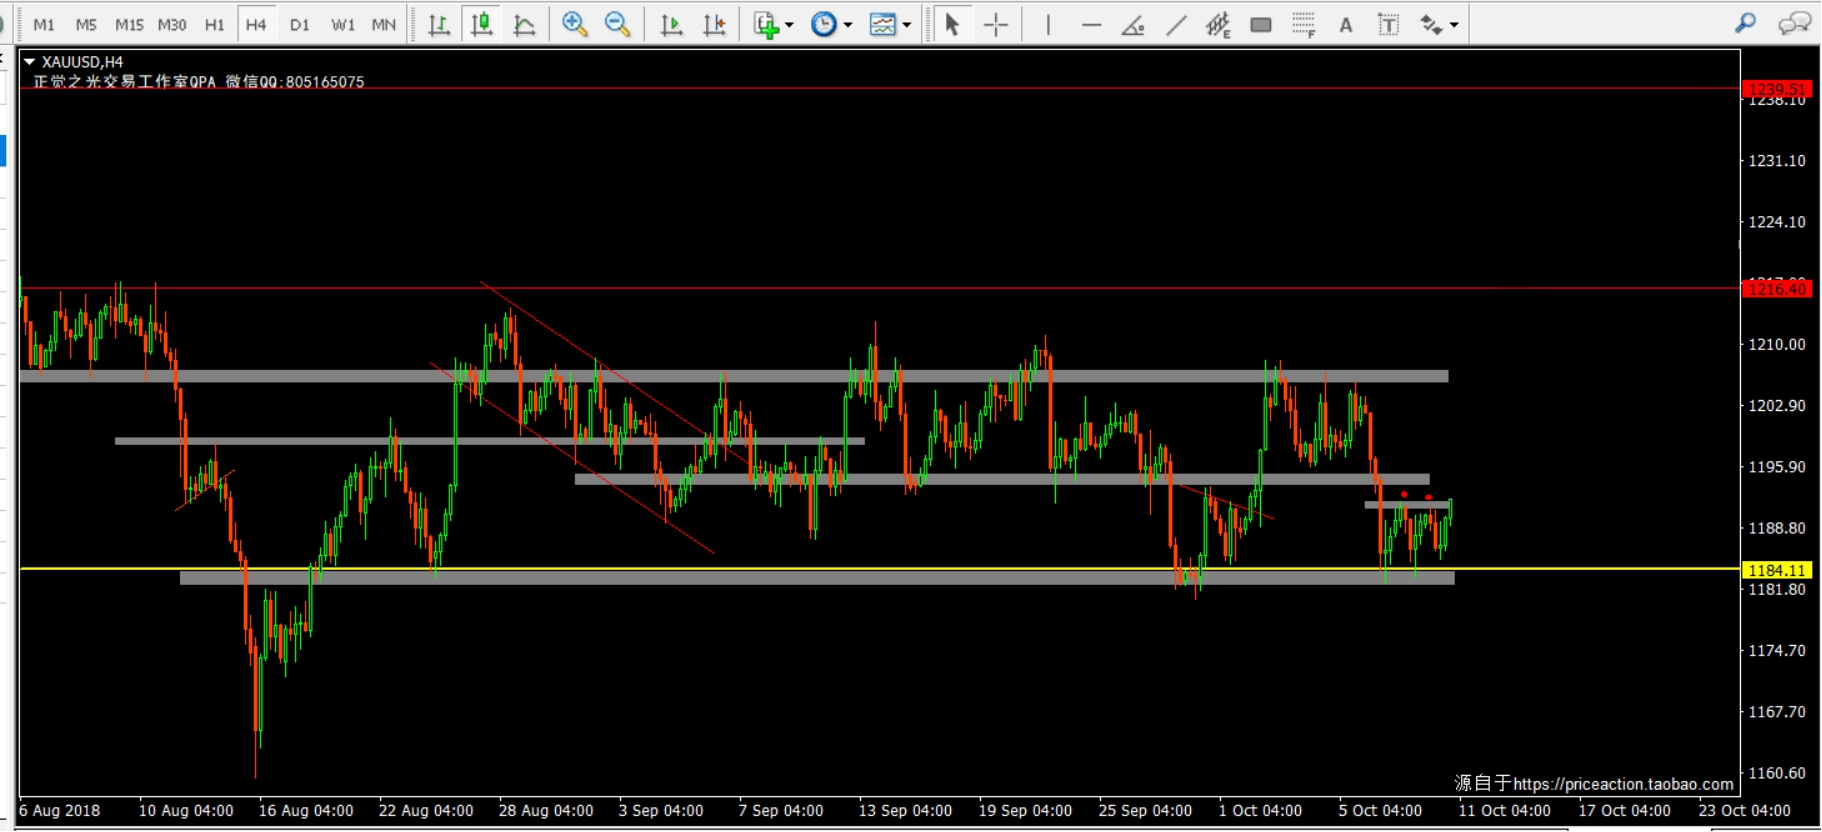 M1 M5 M15 M30 H1 H4 D1 W1 MN E F A T
XAUUSD,H4
正觉之光交易工作室QPA 微信QQ:805165075
1239.51
1238.10
1231.10
1224.10
1216.40
1210.00
1202.90
1195.90
1188.80
1184.11
1181.80
1174.70
1167.70
1160.60
源自于https://priceaction.taobao.com
6 Aug 2018 10 Aug 04:00 16 Aug 04:00 22 Aug 04:00 28 Aug 04:00 3 Sep 04:00 7 Sep 04:00 13 Sep 04:00 19 Sep 04:00 25 Sep 04:00 1 Oct 04:00 5 Oct 04:00 11 Oct 04:00 17 Oct 04:00 23 Oct 04:00